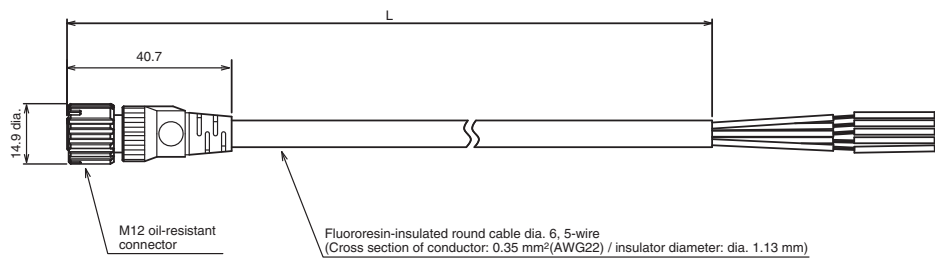 L
40.7
14.9 dia.
M12 oil-resistant
connector
Fluororesin-insulated round cable dia. 6, 5-wire
(Cross section of conductor: 0.35 mm²(AWG22) / insulator diameter: dia. 1.13 mm)